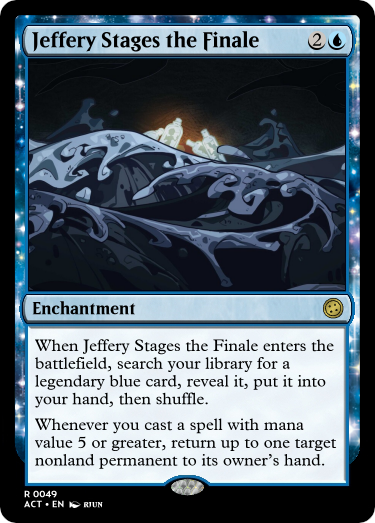 Jeffery Stages the Finale 2
Enchantment
When Jeffery Stages the Finale enters the
battlefield, search your library for a
legendary blue card, reveal it, put it into
your hand, then shuffle.
Whenever you cast a spell with mana
value 5 or greater, return up to one target
nonland permanent to its owner's hand.
R 0049
ACT • EN RJUN